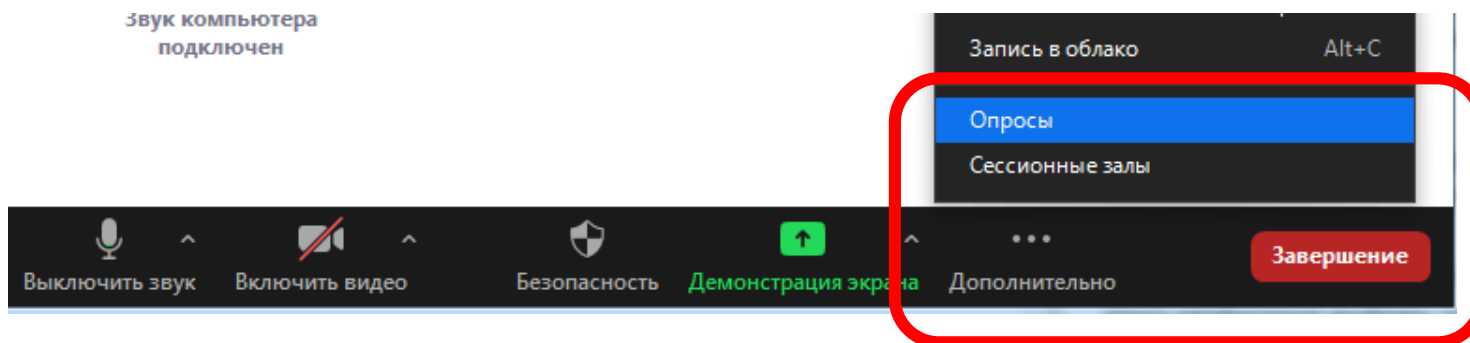 Звук компьютера
подключен
Запись в облако Alt+C
Опросы
Сессионные залы
Выключить звук Включить видео Безопасность Демонстрация экрана Дополнительно Завершение